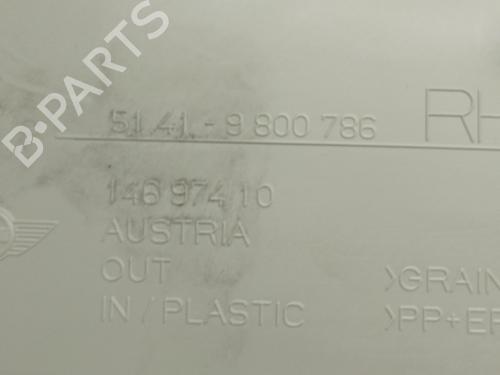 B-PARTS
51.41.-9 800 786 RH
146 974 10
AUSTRIA
OUT >GRAIN
IN / PLASTIC >PP+EP